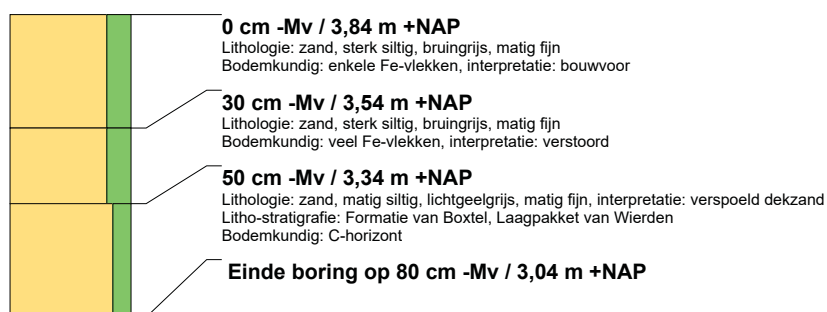 0 cm -Mv / 3,84 m +NAP
Lithologie: zand, sterk siltig, bruingrijs, matig fijn
Bodemkundig: enkele Fe-vlekken, interpretatie: bouwvoor
30 cm -Mv / 3,54 m +NAP
Lithologie: zand, sterk siltig, bruingrijs, matig fijn
Bodemkundig: veel Fe-vlekken, interpretatie: verstoord
50 cm -Mv / 3,34 m +NAP
Lithologie: zand, matig siltig, lichtgeelgrijs, matig fijn, interpretatie: verspoeld dekzand
Litho-stratigrafie: Formatie van Boxtel, Laagpakket van Wierden
Bodemkundig: C-horizont
Einde boring op 80 cm -Mv / 3,04 m +NAP